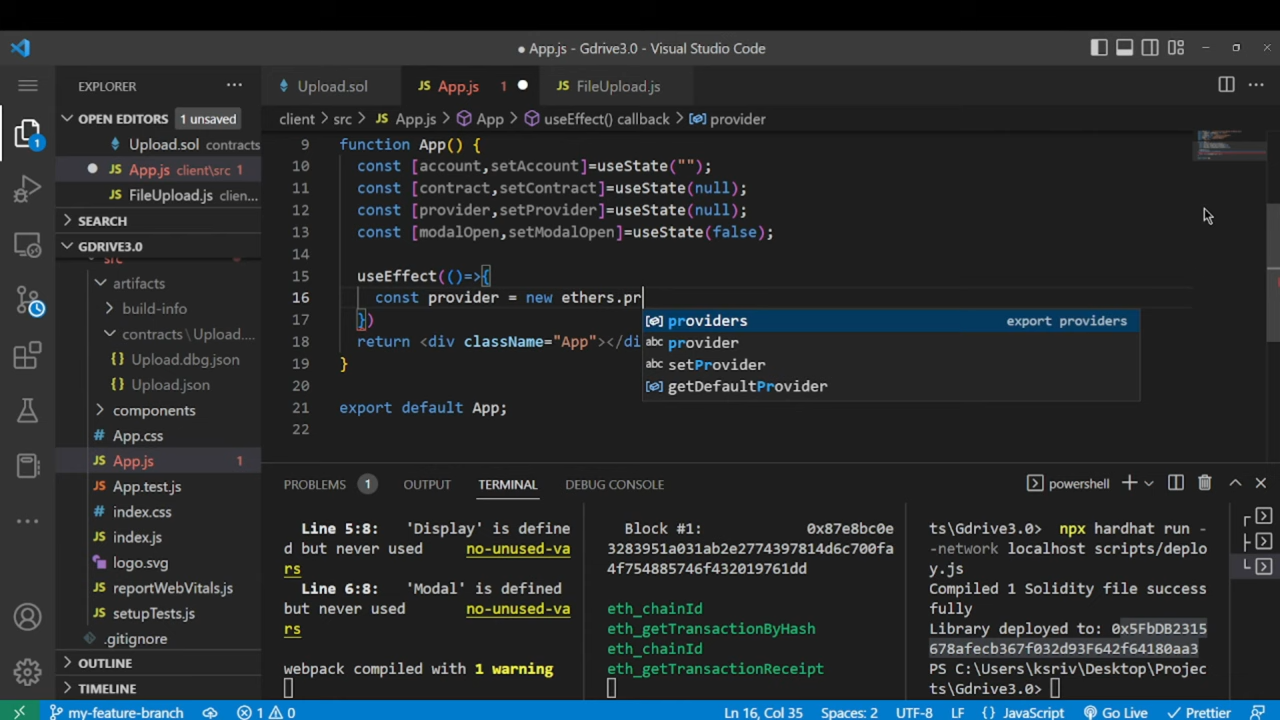 App.js - Gdrive3.0 - Visual Studio Code
EXPLORER
OPEN EDITORS
1 unsaved
Upload.sol contracts
App.js client\src 1
JS FileUpload.js clien...
SEARCH
GDRIVE3.0
src
artifacts
build-info
contracts\Upload....
{} Upload.dbg.json
{} Upload.json
components
# App.css
JS App.js 1
JS App.test.js
# index.css
JS index.js
logo.svg
JS reportWebVitals.js
JS setupTests.js
.gitignore
OUTLINE
TIMELINE
Upload.sol
JS App.js 1
JS FileUpload.js
client > src > JS App.js > App > useEffect() callback > provider
9 function App() {
10 const [account,setAccount]=useState("");
11 const [contract,setContract]=useState(null);
12 const [provider,setProvider]=useState(null);
13 const [modalOpen,setModalOpen]=useState(false);
14
15 useEffect(()=>{
16 const provider = new ethers.pr
17 })
18 return <div className="App"></di
19 }
20
21 export default App;
22
providers export providers
abc provider
abc setProvider
getDefaultProvider
PROBLEMS 1 OUTPUT TERMINAL DEBUG CONSOLE
powershell
Line 5:8: 'Display' is define
d but never used no-unused-va
rs
Line 6:8: 'Modal' is defined
but never used no-unused-va
rs
webpack compiled with 1 warning
Block #1: 0x87e8bc0e
3283951a031ab2e2774397814d6c700fa
4f754885746f432019761dd
eth_chainId
eth_getTransactionByHash
eth_chainId
eth_getTransactionReceipt
ts\Gdrive3.0> npx hardhat run -
-network localhost scripts/deplo
y.js
Compiled 1 Solidity file success
fully
Library deployed to: 0x5FbDB2315
678afecb367f032d93F642f64180aa3
PS C:\Users\ksriv\Desktop\Projec
ts\Gdrive3.0>
my-feature-branch
1 0
Ln 16, Col 35
Spaces: 2
UTF-8
LF
{} JavaScript
Go Live
Prettier